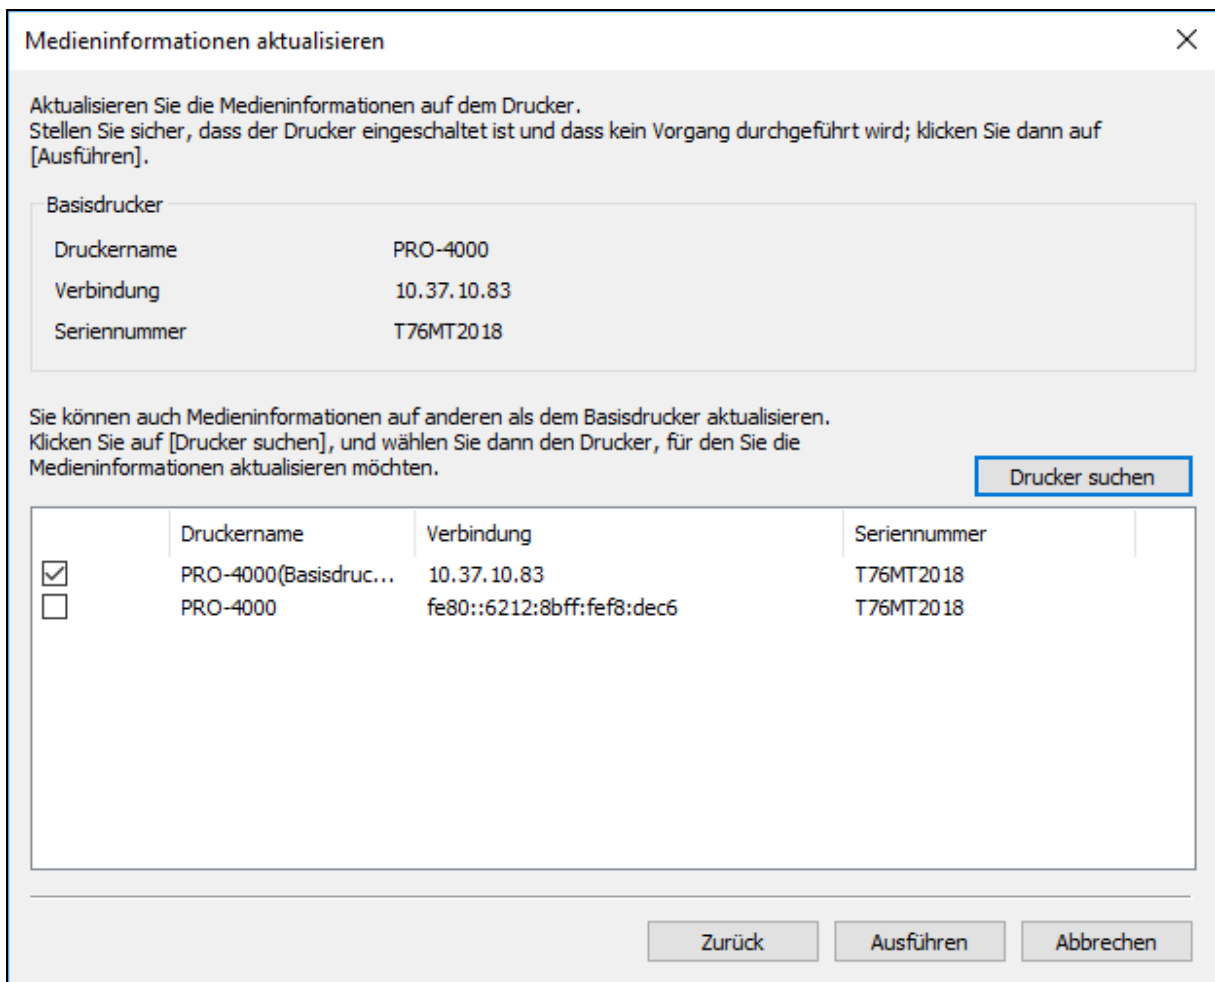 Medieninformationen aktualisieren
Aktualisieren Sie die Medieninformationen auf dem Drucker.
Stellen Sie sicher, dass der Drucker eingeschaltet ist und dass kein Vorgang durchgeführt wird; klicken Sie dann auf
[Ausführen].
Basisdrucker
Druckername PRO-4000
Verbindung 10.37.10.83
Seriennummer T76MT2018
Sie können auch Medieninformationen auf anderen als dem Basisdrucker aktualisieren.
Klicken Sie auf [Drucker suchen], und wählen Sie dann den Drucker, für den Sie die
Medieninformationen aktualisieren möchten.
Drucker suchen
Druckername Verbindung Seriennummer
PRO-4000(Basisdruc... 10.37.10.83 T76MT2018
PRO-4000 fe80::6212:8bff:fef8:dec6 T76MT2018
Zurück Ausführen Abbrechen